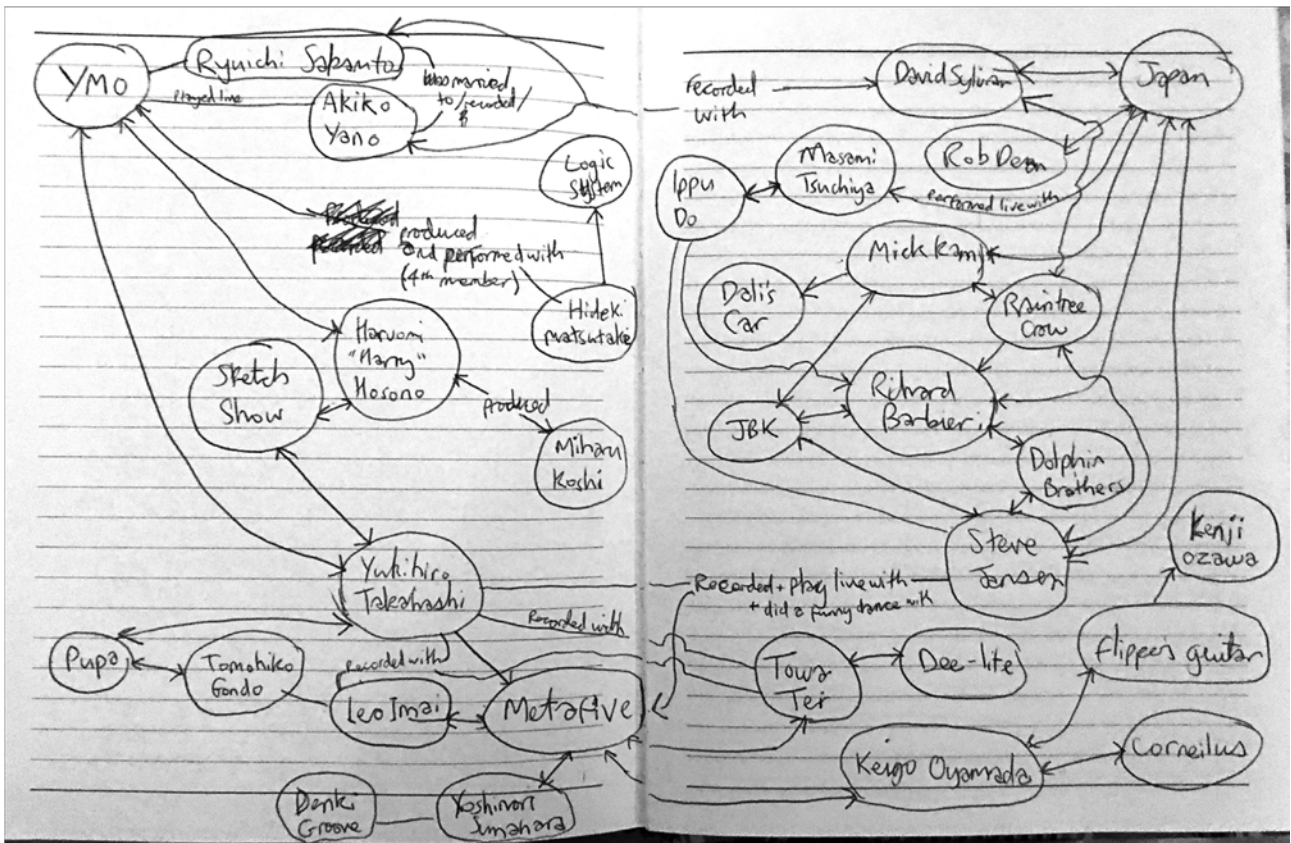 YMO
Ryuichi Sakamoto
Played live
Akiko
Yano
was married
to/recorded/
Logic
System
produced
and performed with
(4th member)
Hideki
Matsutake
Haruomi
"Harry"
Hosono
Sketch
Show
Produced
Miharu
Koshi
Yukihiro
Takahashi
Recorded with
Recorded with
Pupa
Tomohiko
Gondo
Leo Imai
Metafive
Denki
Groove
Yoshinori
Sunahara
recorded
with
David Sylvian
Japan
Rob Dean
Masami
Tsuchiya
Ippu
Do
Performed live with
Mick Karn
Dali's
Car
Raintree
Crow
Richard
Barbieri
JBK
Dolphin
Brothers
Steve
Jansen
Kenji
Ozawa
Recorded + play live with
+ did a funny dance with
Towa
Tei
Dee-lite
Flipper's guitar
Keigo Oyamada
Corneilus